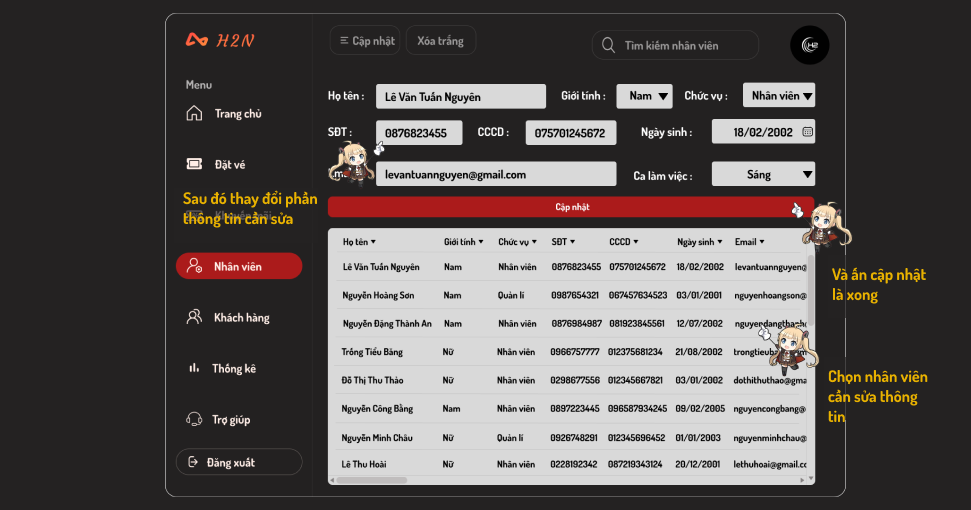 H2N
Cập nhật
Xóa trắng
Tìm kiếm nhân viên
H2
Menu
Trang chủ
Đặt vé
Sau đó thay đổi phần
thông tin cần sửa
Nhân viên
Khách hàng
Thống kê
Trợ giúp
Đăng xuất
Họ tên : Lê Văn Tuấn Nguyên Giới tính : Nam Chức vụ : Nhân viên
SĐT : 0876823455 CCCD : 075701245672 Ngày sinh : 18/02/2002
levantuannguyen@gmail.com Ca làm việc : Sáng
Cập nhật
Họ tên Giới tính Chức vụ SĐT CCCD Ngày sinh Email
Lê Văn Tuấn Nguyên Nam Nhân viên 0876823455 075701245672 18/02/2002 levantuannguyen@
Nguyễn Hoàng Sơn Nam Quản lí 0987654321 067457634523 03/01/2001 nguyenhoangson@
Nguyễn Đặng Thành An Nam Nhân viên 0876984987 081923845561 12/07/2002
Trống Tiểu Băng Nữ Nhân viên 0966757777 012375681234 21/08/2002
Đỗ Thị Thu Thảo Nữ Nhân viên 0298677556 012345667821 03/01/2002 dothithuthao@gma
Nguyễn Công Bằng Nam Nhân viên 0897223445 096587934245 09/02/2005 nguyencongbang@
Nguyễn Minh Châu Nữ Quản lí 0926748291 012345696452 01/01/2003 nguyenminhchau@
Lê Thu Hoài Nữ Nhân viên 0228192342 087219343124 20/12/2001 lethuhoai@gmail.cc
Và ấn cập nhật
là xong
Chọn nhân viên
cần sửa thông
tin